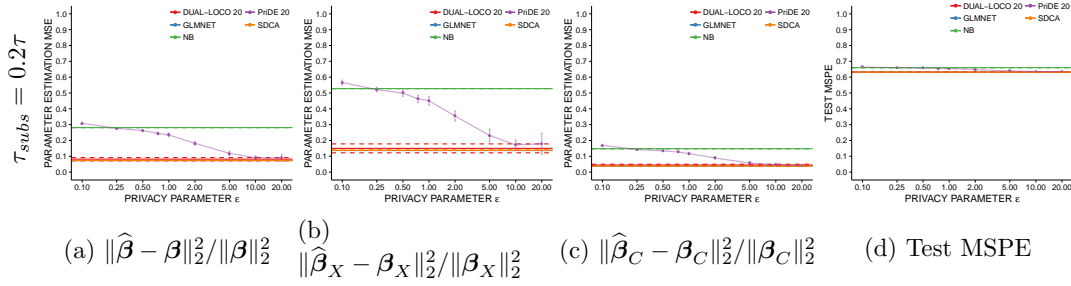 τ_subs = 0.2τ
DUAL−LOCO 20 PriDE 20
GLMNET SDCA
NB
PARAMETER ESTIMATION MSE
1.0
0.9
0.8
0.7
0.6
0.5
0.4
0.3
0.2
0.1
0.0
0.10 0.25 0.50 1.00 2.00 5.00 10.00 20.00
PRIVACY PARAMETER ε
(a) ‖β̂ − β‖₂²/‖β‖₂²
DUAL−LOCO 20 PriDE 20
GLMNET SDCA
NB
PARAMETER ESTIMATION MSE
1.0
0.9
0.8
0.7
0.6
0.5
0.4
0.3
0.2
0.1
0.0
0.10 0.25 0.50 1.00 2.00 5.00 10.00 20.00
PRIVACY PARAMETER ε
(b)
‖β̂_X − β_X‖₂²/‖β_X‖₂²
DUAL−LOCO 20 PriDE 20
GLMNET SDCA
NB
PARAMETER ESTIMATION MSE
1.0
0.9
0.8
0.7
0.6
0.5
0.4
0.3
0.2
0.1
0.0
0.10 0.25 0.50 1.00 2.00 5.00 10.00 20.00
PRIVACY PARAMETER ε
(c) ‖β̂_C − β_C‖₂²/‖β_C‖₂²
DUAL−LOCO 20 PriDE 20
GLMNET SDCA
NB
TEST MSPE
1.0
0.9
0.8
0.7
0.6
0.5
0.4
0.3
0.2
0.1
0.0
0.10 0.25 0.50 1.00 2.00 5.00 10.00 20.00
PRIVACY PARAMETER ε
(d) Test MSPE